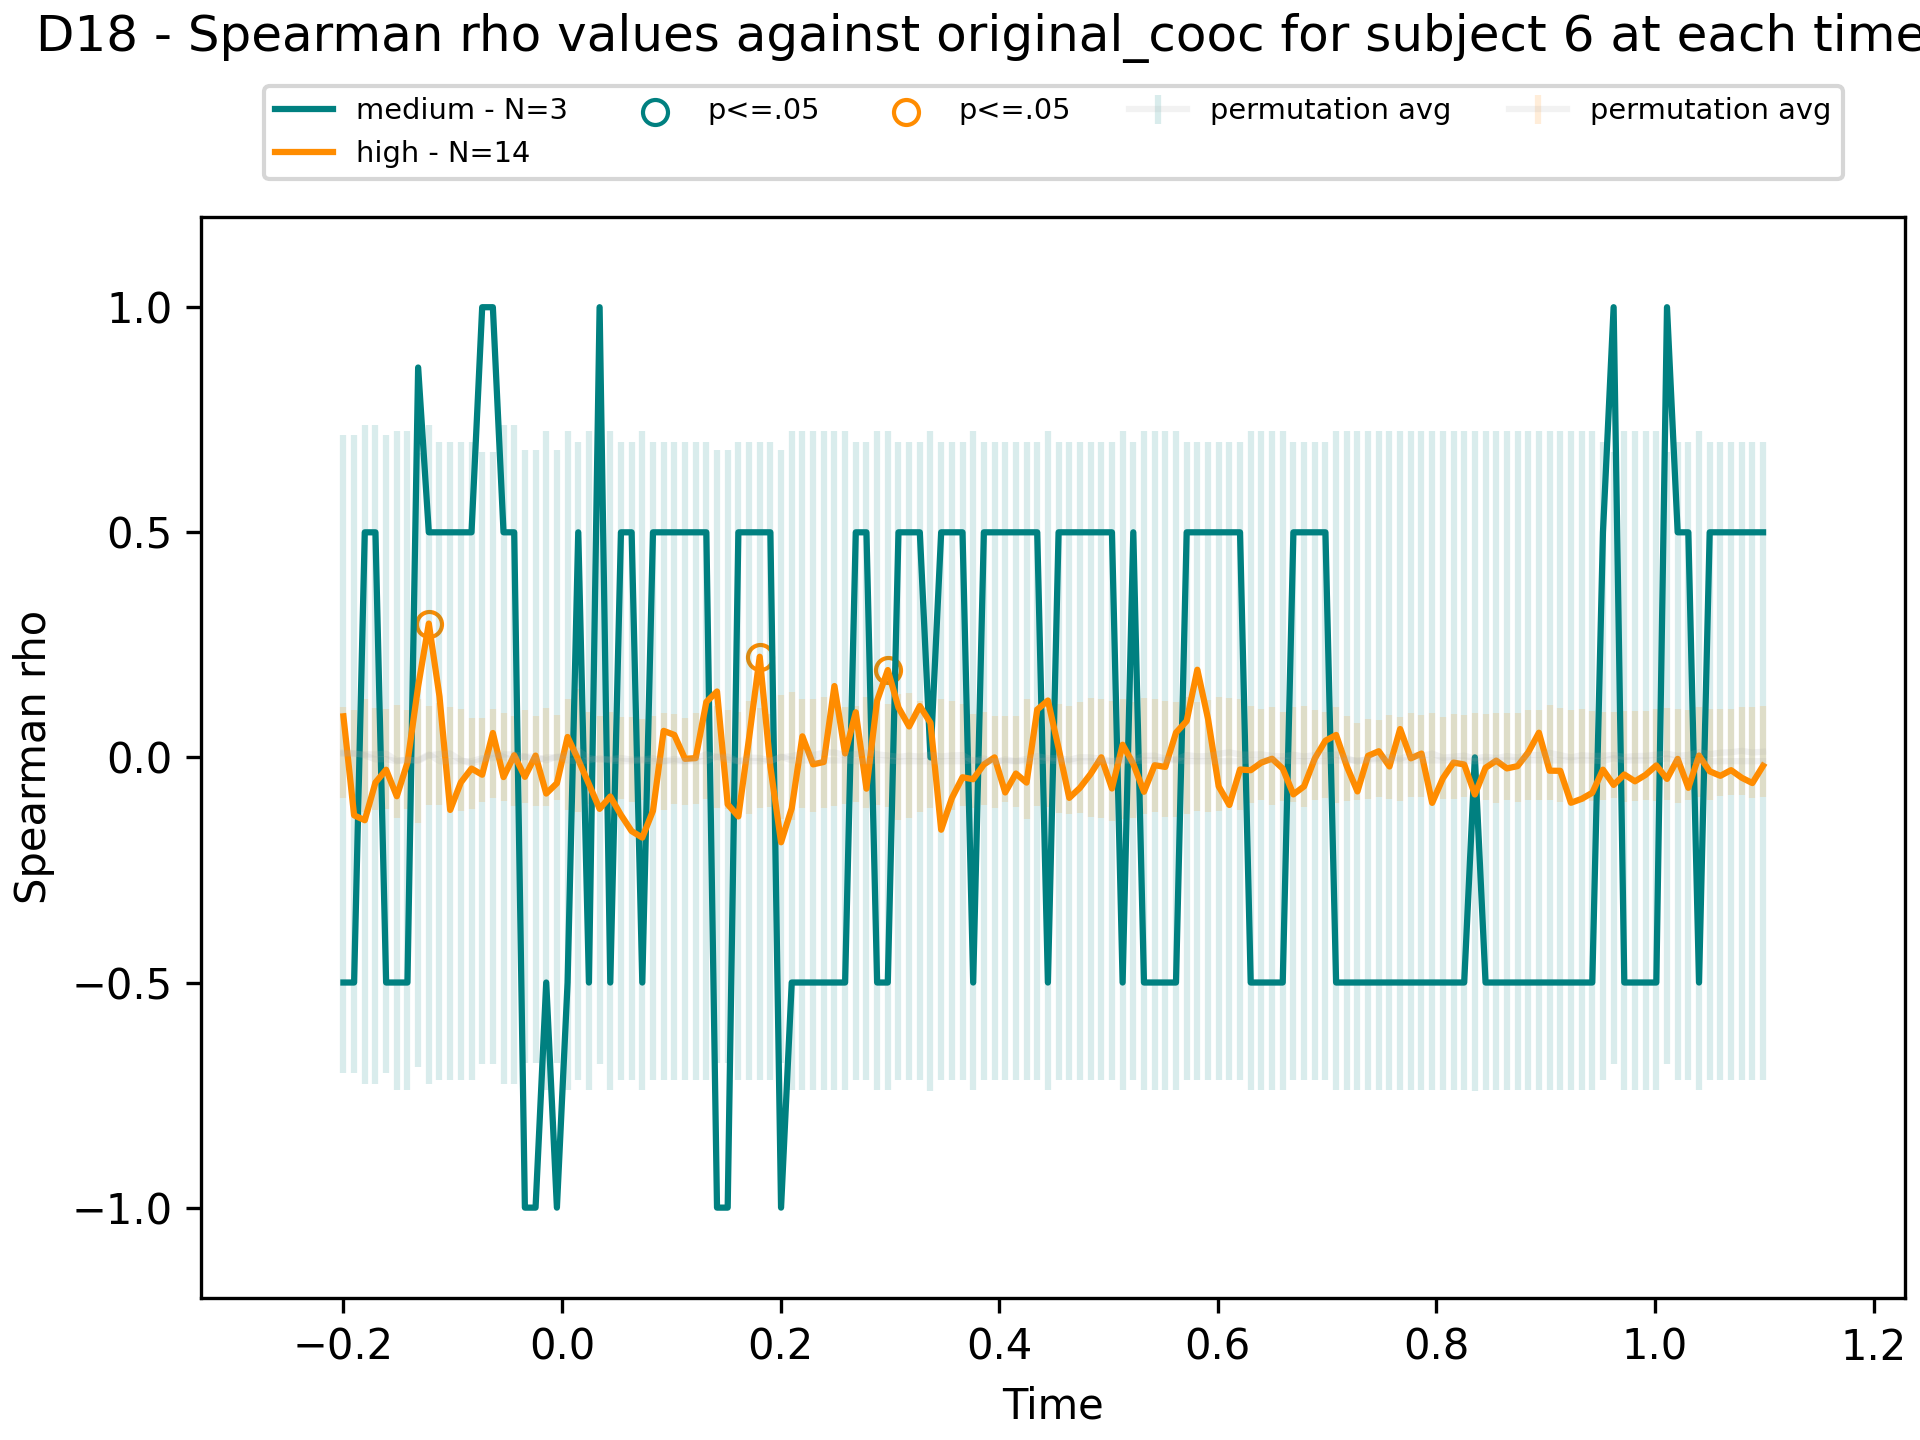 D18 - Spearman rho values against original_cooc for subject 6 at each time
medium - N=3
high - N=14
p<=.05
p<=.05
permutation avg
permutation avg
Spearman rho
1.0
0.5
0.0
−0.5
−1.0
−0.2
0.0
0.2
0.4
0.6
0.8
1.0
1.2
Time